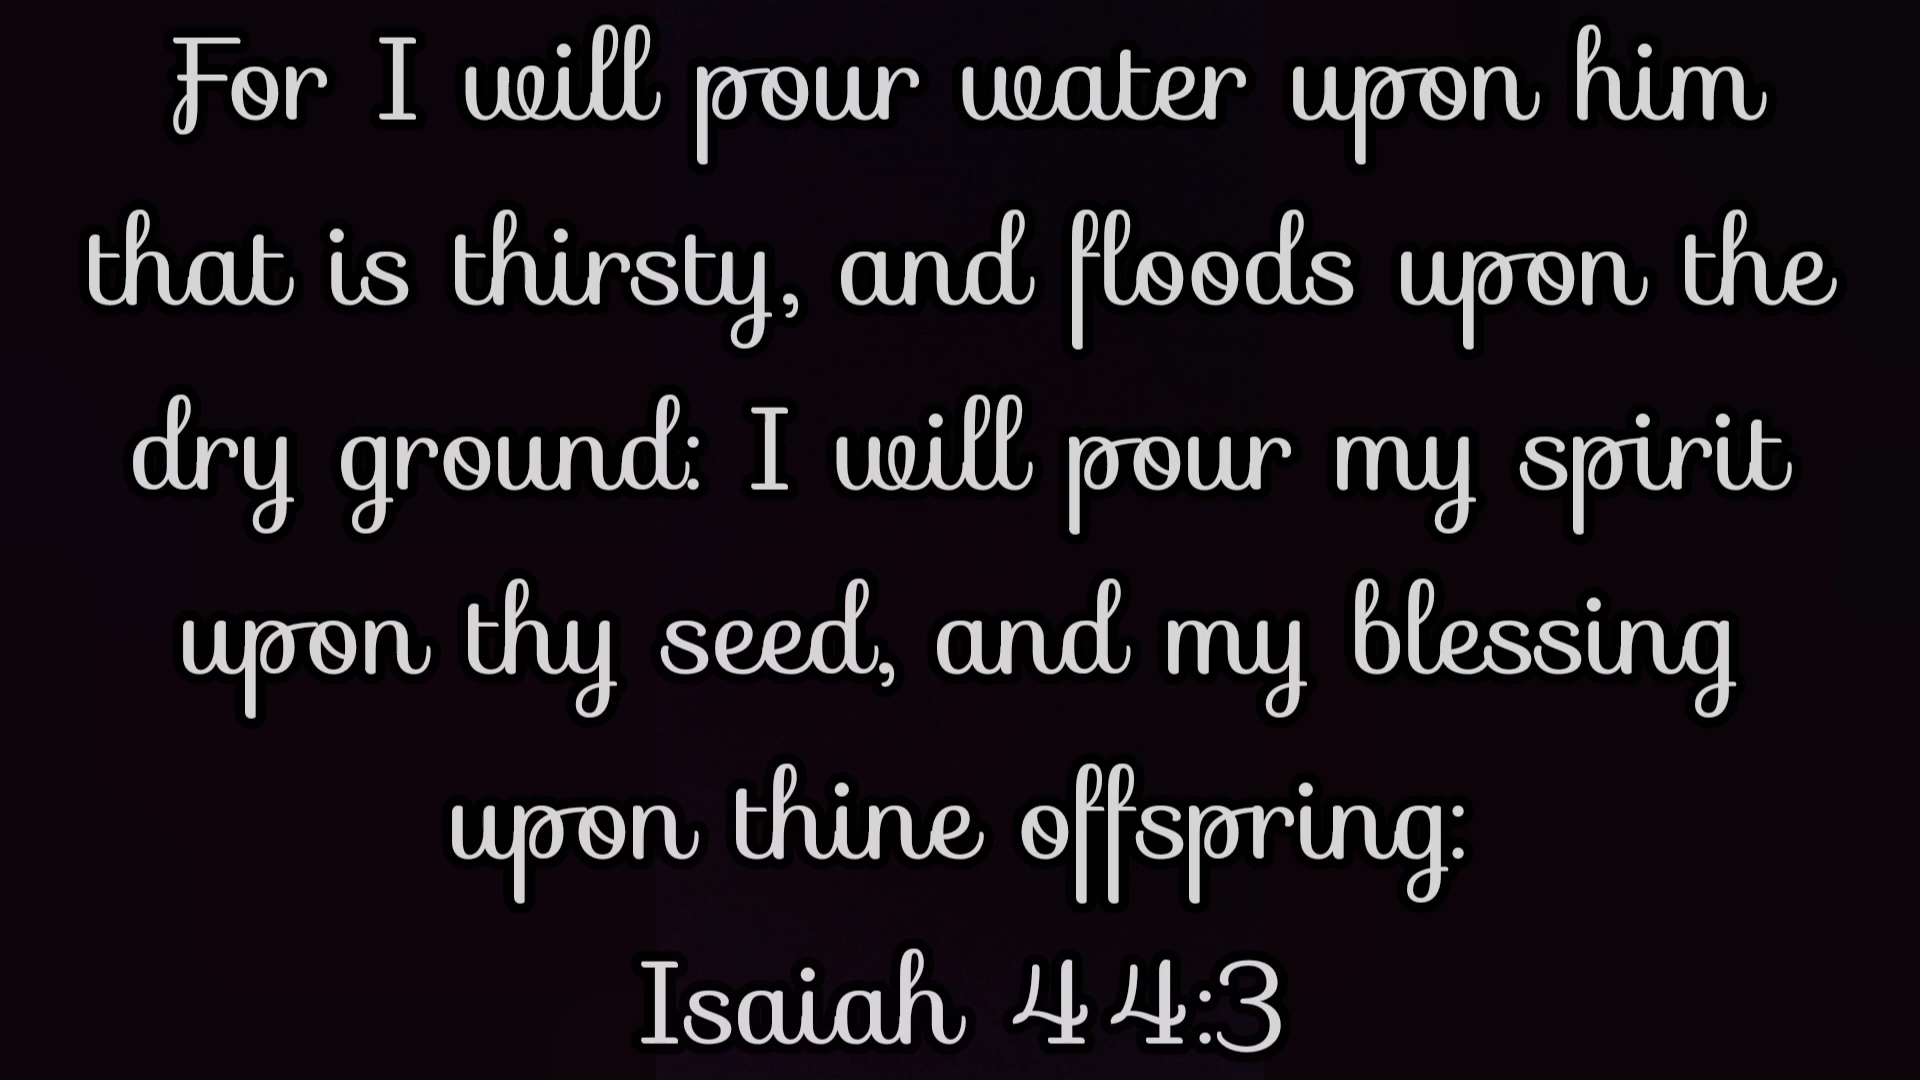 For I will pour water upon him
that is thirsty, and floods upon the
dry ground: I will pour my spirit
upon thy seed, and my blessing
upon thine offspring:
Isaiah 44:3